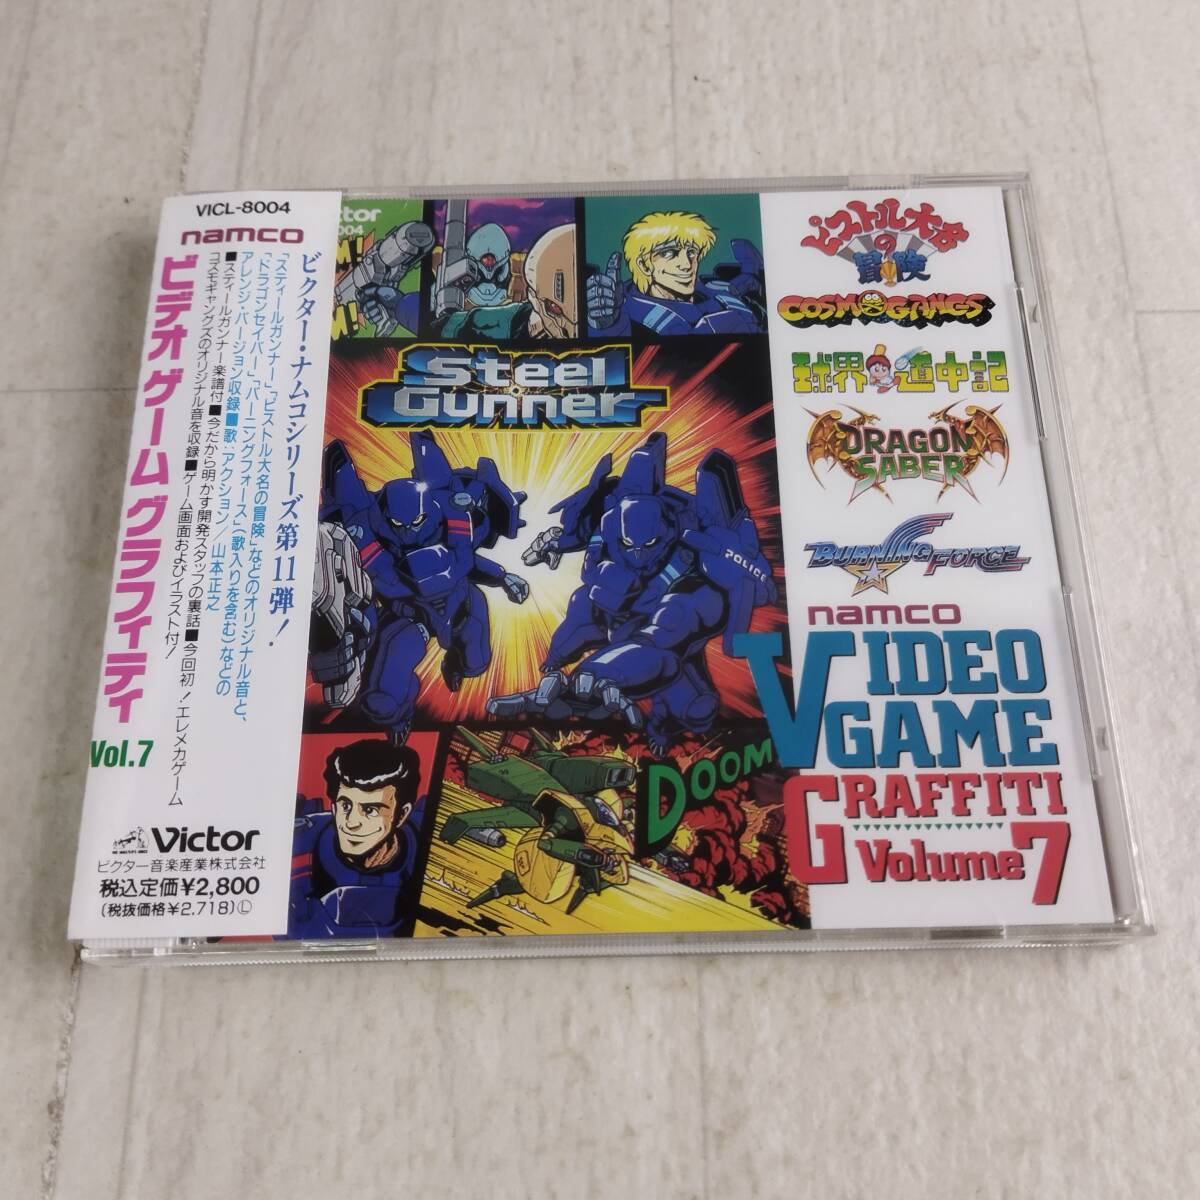 VICL-8004
namco
ビデオ ゲーム グラフィティ
Vol.7
ビクター・ナムコシリーズ第11弾!
「スティールガンナー」、「ピストル大名の冒険」などのオリジナル音と、
「ドラゴンセイバー」、「バーニングフォース」(歌入りを含む)などの
アレンジ・バージョン収録■歌:アクション/山本正之
■スティールガンナー楽譜付■今だから明かす開発スタッフの裏話■今回初!エレメカゲーム
コスモギャングズのオリジナル音を収録■ゲーム画面およびイラスト付!
Victor
ビクター音楽産業株式会社
税込定価¥2,800
(税抜価格¥2,718)Ⓛ
ctor
004
Steel
Gunner
POLICE
DOOM
ピストル大名
の
冒険
COSMOGANGS
球界道中記
DRAGON
SABER
BURNING FORCE
namco
VIDEO
GAME
GRAFFITI
Volume 7